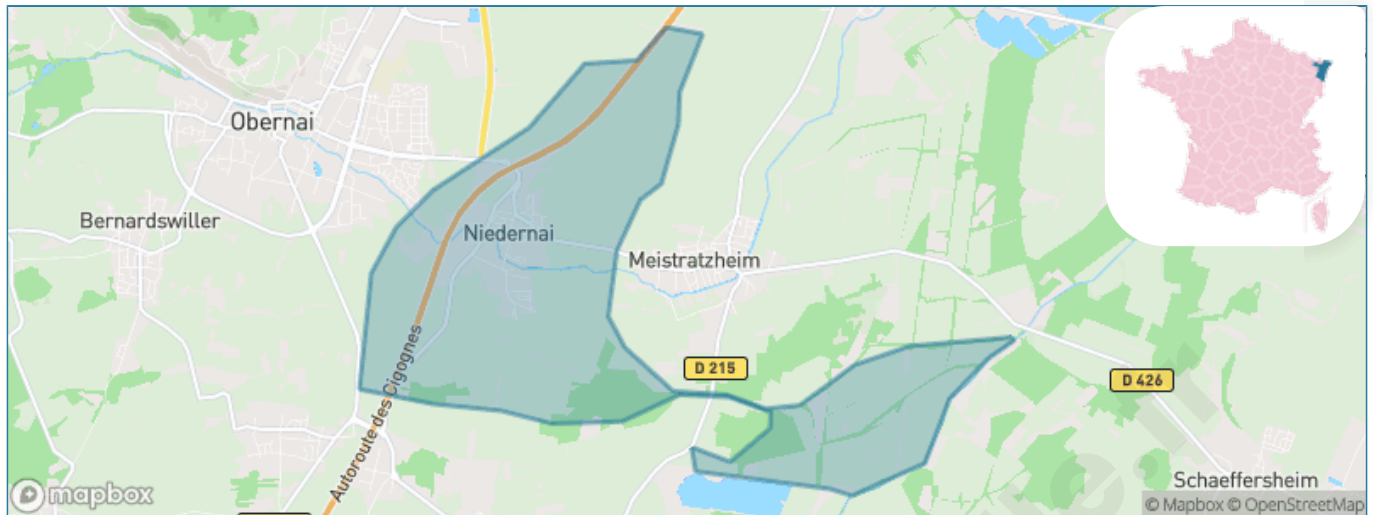 Obernai
Bernardswiller
Niedernai
Meistratzheim
D 215
D 426
Autoroute des Cigognes
Schaeffersheim
mapbox
© Mapbox © OpenStreetMap